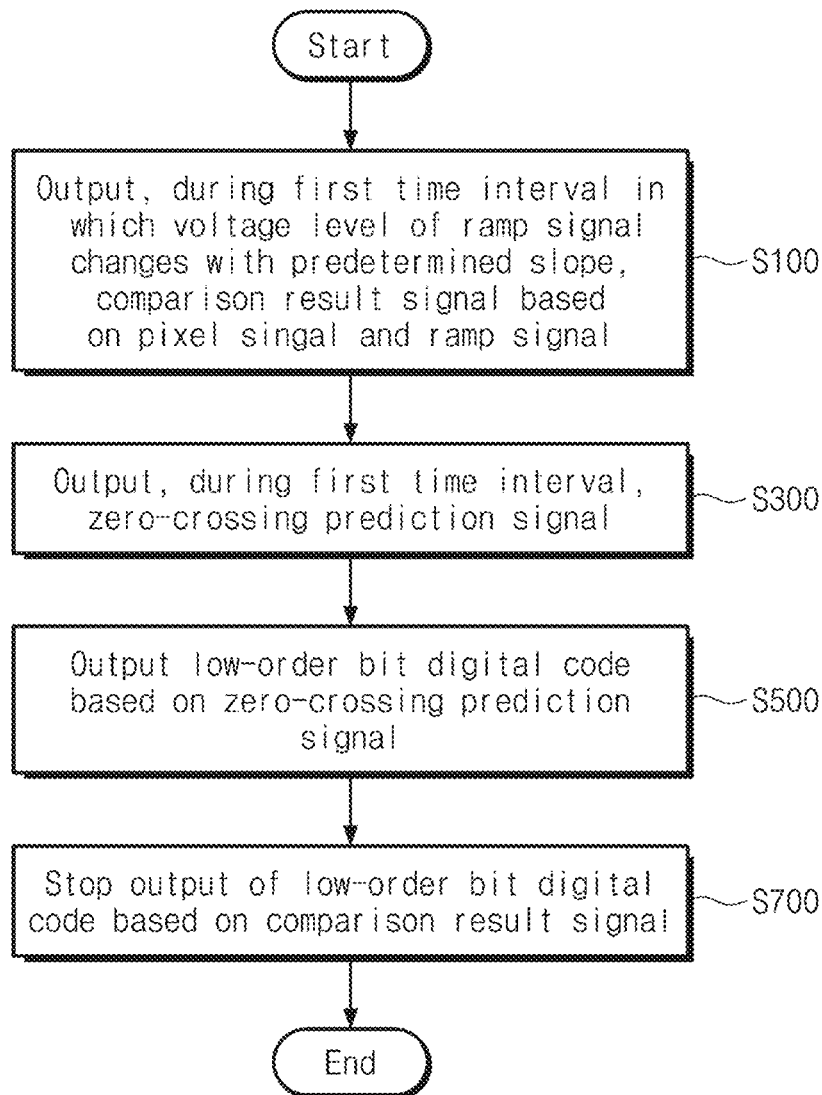 Start
Output, during first time interval in
which voltage level of ramp signal
changes with predetermined slope,
comparison result signal based
on pixel singal and ramp signal
S100
Output, during first time interval,
zero-crossing prediction signal
S300
Output low-order bit digital code
based on zero-crossing prediction
signal
S500
Stop output of low-order bit digital
code based on comparison result signal
S700
End